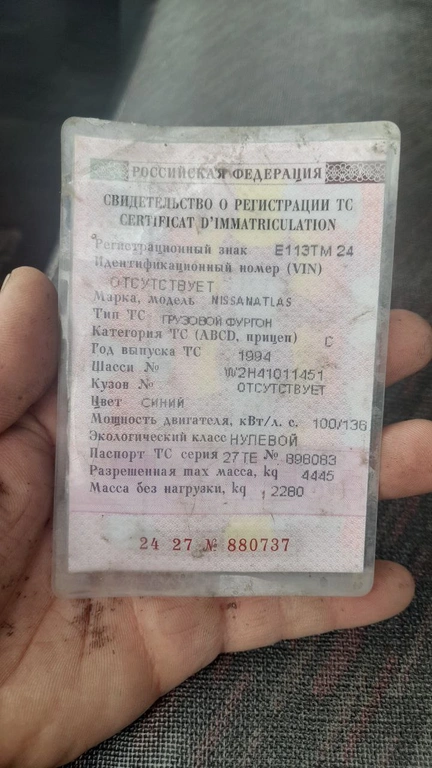 РОССИЙСКАЯ ФЕДЕРАЦИЯ
СВИДЕТЕЛЬСТВО О РЕГИСТРАЦИИ ТС
CERTIFICAT D'IMMATRICULATION
Регистрационный знак Е113ТМ 24
Идентификационный номер (VIN)
ОТСУТСТВУЕТ
Марка, модель NISSANATLAS
Тип ТС ГРУЗОВОЙ ФУРГОН
Категория ТС (ABCD, прицеп) C
Год выпуска ТС 1994
Шасси № W2H41011451
Кузов № ОТСУТСТВУЕТ
Цвет СИНИЙ
Мощность двигателя, кВт/л. с. 100/136
Экологический класс НУЛЕВОЙ
Паспорт ТС серия 27ТЕ № 898083
Разрешенная max масса, kg 4445
Масса без нагрузки, kg 2280
24 27 № 880737